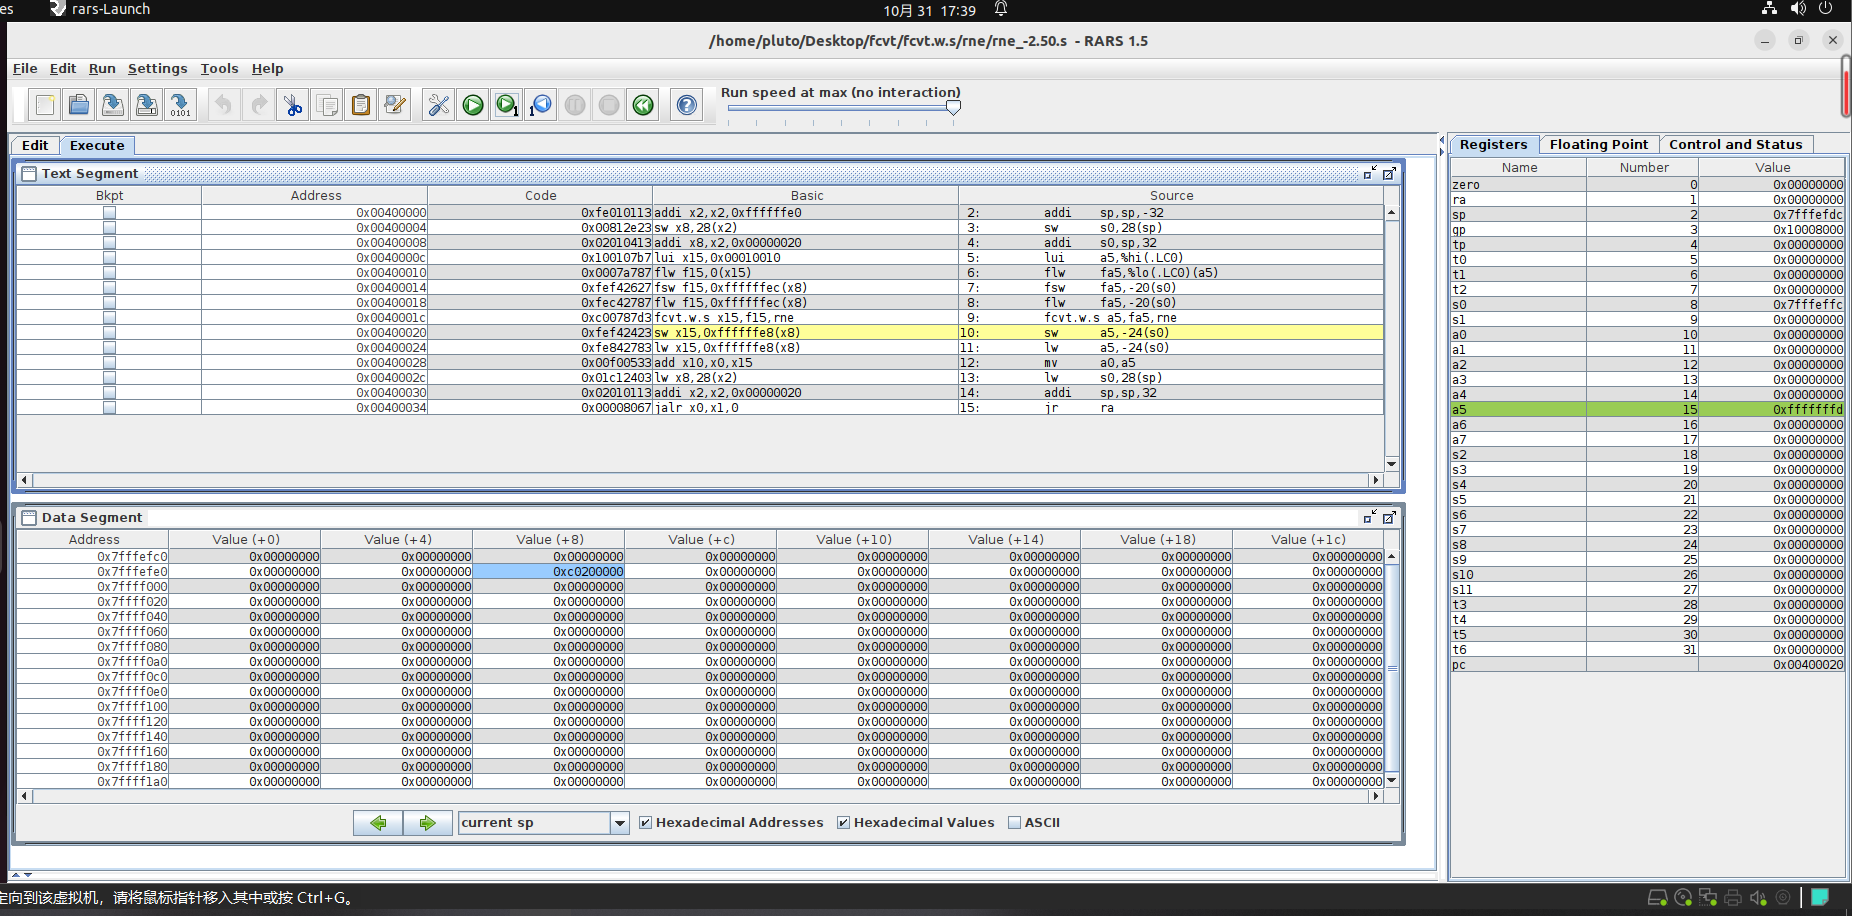 es rars-Launch 10月 31 17:39
/home/pluto/Desktop/fcvt/fcvt.w.s/rne/rne_-2.50.s - RARS 1.5
File Edit Run Settings Tools Help
Run speed at max (no interaction)
Edit Execute
Text Segment
Bkpt Address Code Basic Source
0x00400000 0xfe010113 addi x2,x2,0xffffffe0 2: addi sp,sp,-32
0x00400004 0x00812e23 sw x8,28(x2) 3: sw s0,28(sp)
0x00400008 0x02010413 addi x8,x2,0x00000020 4: addi s0,sp,32
0x0040000c 0x100107b7 lui x15,0x00010010 5: lui a5,%hi(.LC0)
0x00400010 0x0007a787 flw f15,0(x15) 6: flw fa5,%lo(.LC0)(a5)
0x00400014 0xfef42627 fsw f15,0xffffffec(x8) 7: fsw fa5,-20(s0)
0x00400018 0xfec42787 flw f15,0xffffffec(x8) 8: flw fa5,-20(s0)
0x0040001c 0xc00787d3 fcvt.w.s x15,f15,rne 9: fcvt.w.s a5,fa5,rne
0x00400020 0xfef42423 sw x15,0xffffffe8(x8) 10: sw a5,-24(s0)
0x00400024 0xfe842783 lw x15,0xffffffe8(x8) 11: lw a5,-24(s0)
0x00400028 0x00f00533 add x10,x0,x15 12: mv a0,a5
0x0040002c 0x01c12403 lw x8,28(x2) 13: lw s0,28(sp)
0x00400030 0x02010113 addi x2,x2,0x00000020 14: addi sp,sp,32
0x00400034 0x00008067 jalr x0,x1,0 15: jr ra
Data Segment
Address Value (+0) Value (+4) Value (+8) Value (+c) Value (+10) Value (+14) Value (+18) Value (+1c)
0x7fffefc0 0x00000000 0x00000000 0x00000000 0x00000000 0x00000000 0x00000000 0x00000000 0x00000000
0x7fffefe0 0x00000000 0x00000000 0xc0200000 0x00000000 0x00000000 0x00000000 0x00000000 0x00000000
0x7ffff000 0x00000000 0x00000000 0x00000000 0x00000000 0x00000000 0x00000000 0x00000000 0x00000000
0x7ffff020 0x00000000 0x00000000 0x00000000 0x00000000 0x00000000 0x00000000 0x00000000 0x00000000
0x7ffff040 0x00000000 0x00000000 0x00000000 0x00000000 0x00000000 0x00000000 0x00000000 0x00000000
0x7ffff060 0x00000000 0x00000000 0x00000000 0x00000000 0x00000000 0x00000000 0x00000000 0x00000000
0x7ffff080 0x00000000 0x00000000 0x00000000 0x00000000 0x00000000 0x00000000 0x00000000 0x00000000
0x7ffff0a0 0x00000000 0x00000000 0x00000000 0x00000000 0x00000000 0x00000000 0x00000000 0x00000000
0x7ffff0c0 0x00000000 0x00000000 0x00000000 0x00000000 0x00000000 0x00000000 0x00000000 0x00000000
0x7ffff0e0 0x00000000 0x00000000 0x00000000 0x00000000 0x00000000 0x00000000 0x00000000 0x00000000
0x7ffff100 0x00000000 0x00000000 0x00000000 0x00000000 0x00000000 0x00000000 0x00000000 0x00000000
0x7ffff120 0x00000000 0x00000000 0x00000000 0x00000000 0x00000000 0x00000000 0x00000000 0x00000000
0x7ffff140 0x00000000 0x00000000 0x00000000 0x00000000 0x00000000 0x00000000 0x00000000 0x00000000
0x7ffff160 0x00000000 0x00000000 0x00000000 0x00000000 0x00000000 0x00000000 0x00000000 0x00000000
0x7ffff180 0x00000000 0x00000000 0x00000000 0x00000000 0x00000000 0x00000000 0x00000000 0x00000000
0x7ffff1a0 0x00000000 0x00000000 0x00000000 0x00000000 0x00000000 0x00000000 0x00000000 0x00000000
current sp Hexadecimal Addresses Hexadecimal Values ASCII
Registers Floating Point Control and Status
Name Number Value
zero 0 0x00000000
ra 1 0x00000000
sp 2 0x7fffefdc
gp 3 0x10008000
tp 4 0x00000000
t0 5 0x00000000
t1 6 0x00000000
t2 7 0x00000000
s0 8 0x7fffeffc
s1 9 0x00000000
a0 10 0x00000000
a1 11 0x00000000
a2 12 0x00000000
a3 13 0x00000000
a4 14 0x00000000
a5 15 0xfffffffd
a6 16 0x00000000
a7 17 0x00000000
s2 18 0x00000000
s3 19 0x00000000
s4 20 0x00000000
s5 21 0x00000000
s6 22 0x00000000
s7 23 0x00000000
s8 24 0x00000000
s9 25 0x00000000
s10 26 0x00000000
s11 27 0x00000000
t3 28 0x00000000
t4 29 0x00000000
t5 30 0x00000000
t6 31 0x00000000
pc 0x00400020
定向到该虚拟机，请将鼠标指针移入其中或按 Ctrl+G。